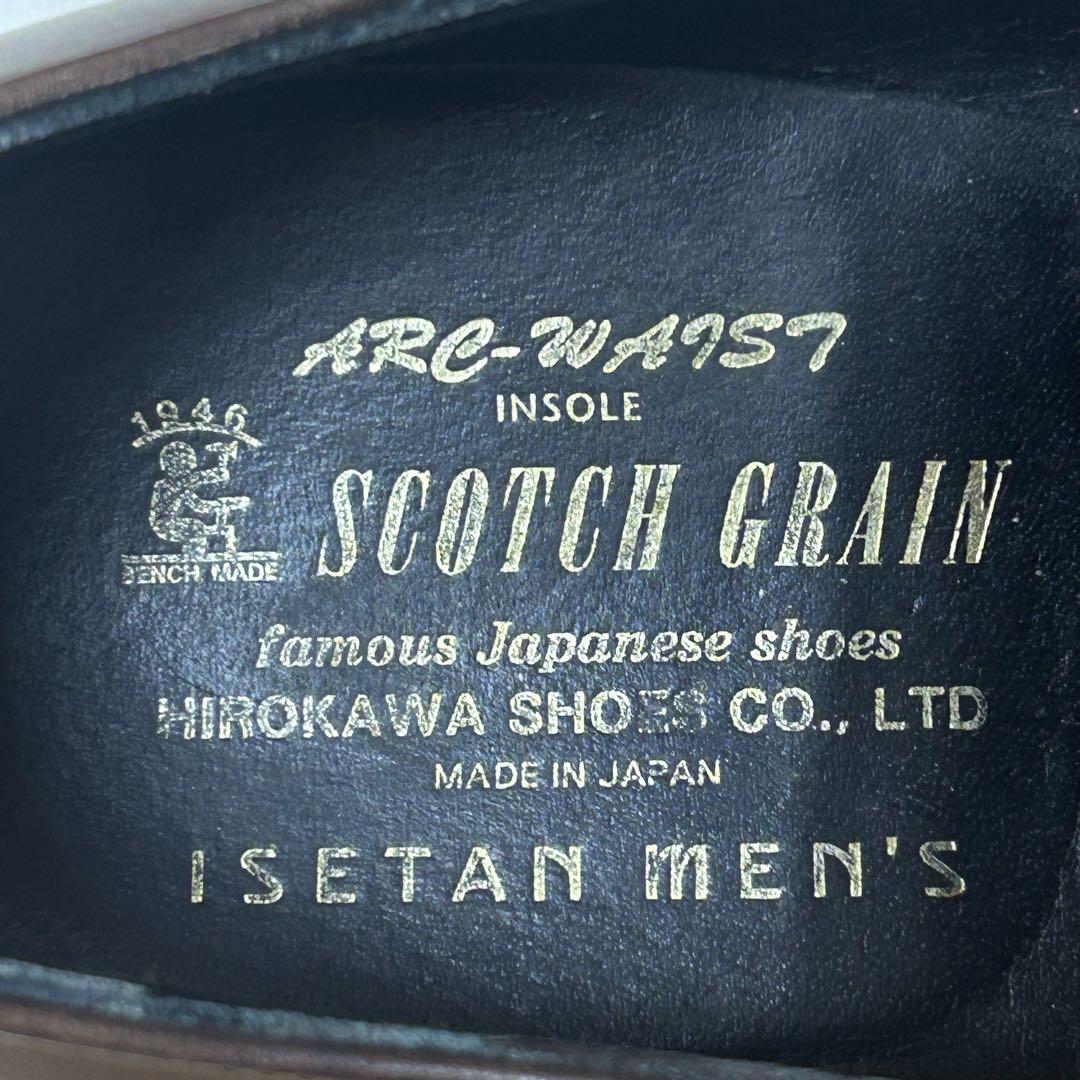 ARC-WAIST
INSOLE
1946
BENCH MADE
SCOTCH GRAIN
famous Japanese shoes
HIROKAWA SHOES CO., LTD
MADE IN JAPAN
ISETAN MEN'S